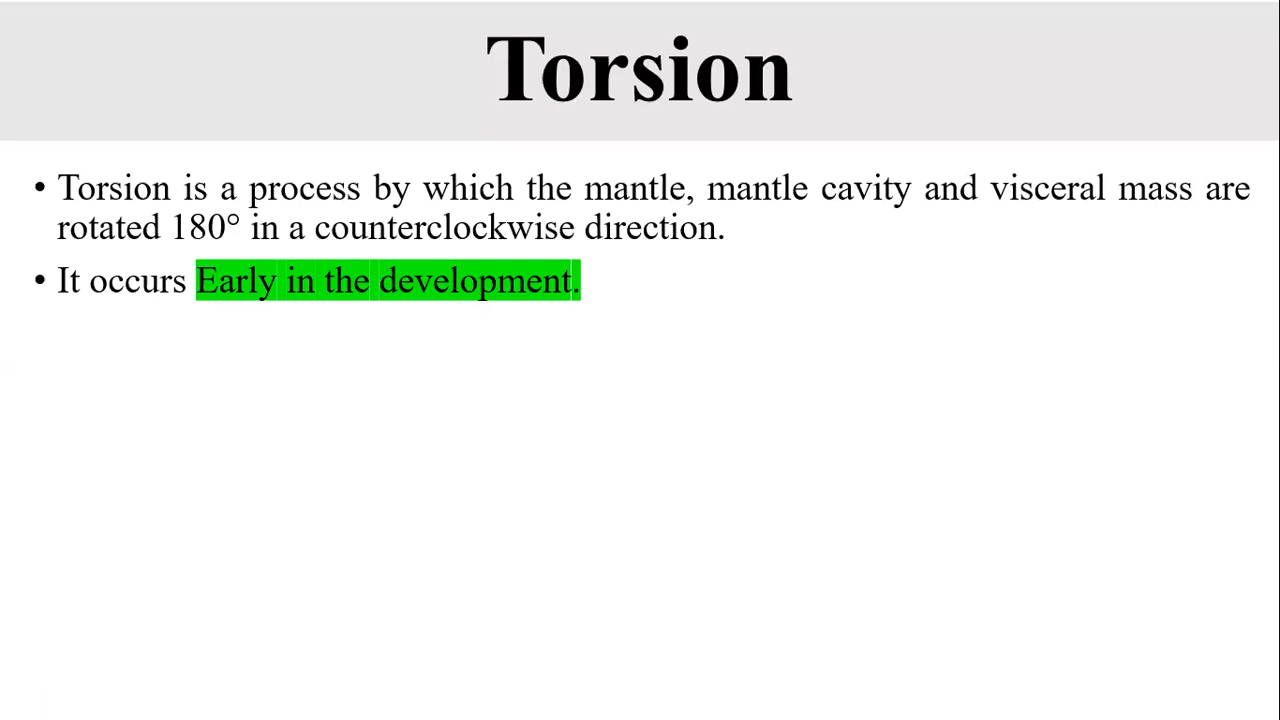 Torsion
• Torsion is a process by which the mantle, mantle cavity and visceral mass are
rotated 180° in a counterclockwise direction.
• It occurs Early in the development.